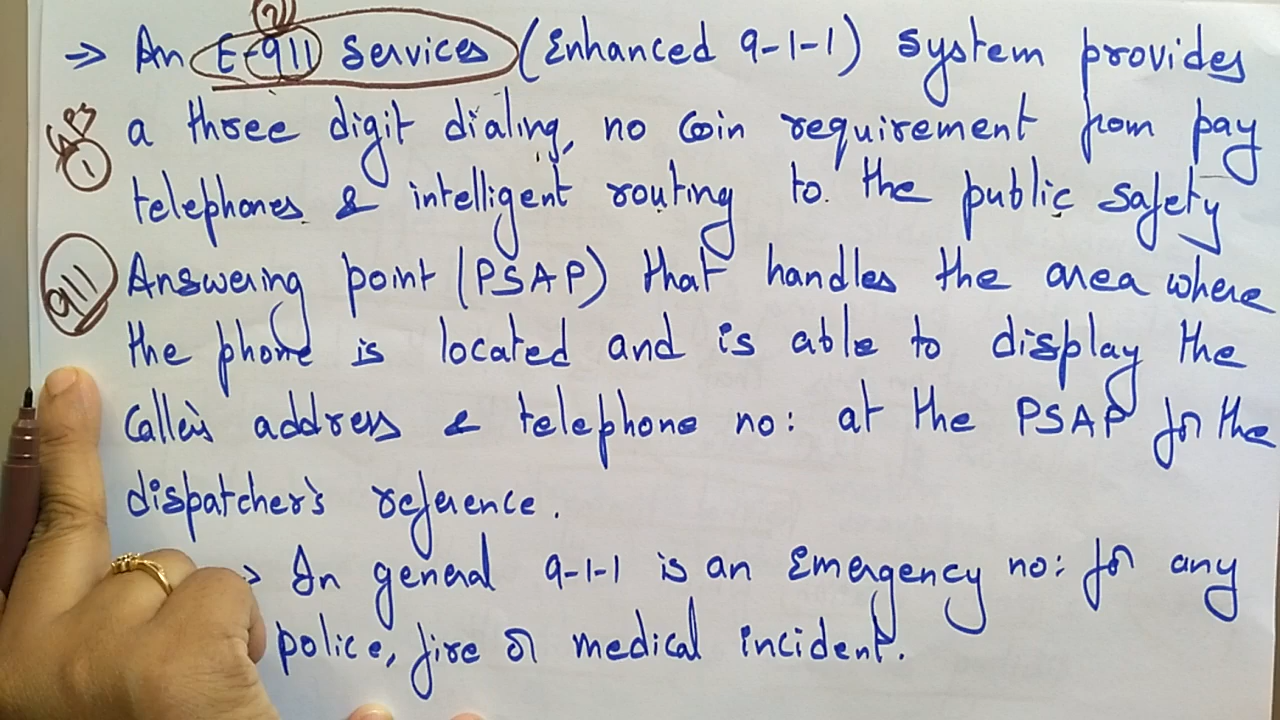 → An E-911 Services (Enhanced 9-1-1) system provides
a three digit dialing, no coin requirement from pay
telephones & intelligent routing to the public safety
Answering point (PSAP) that handles the area where
the phone is located and is able to display the
Caller's address & telephone no: at the PSAP for the
dispatcher's reference.
→ In general 9-1-1 is an Emergency no: for any
police, fire or medical incident.
?
1
911